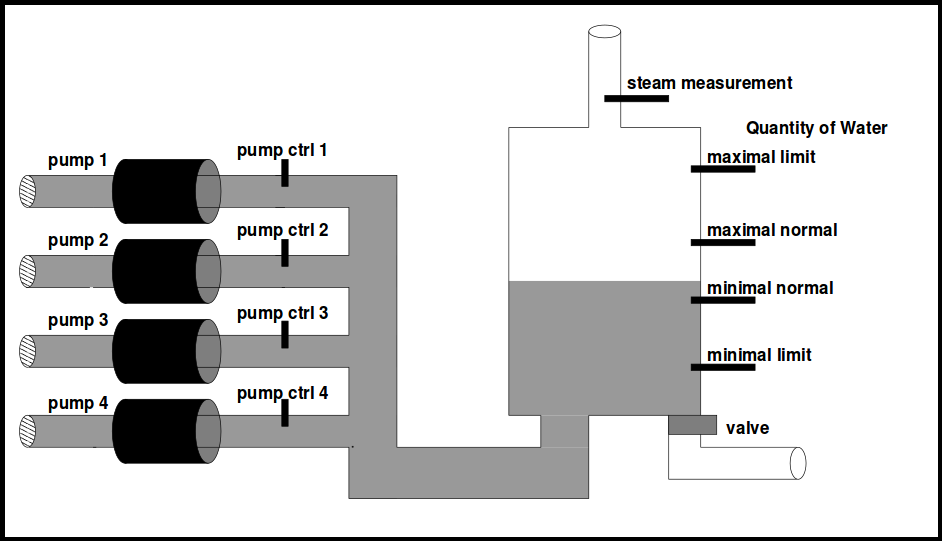 steam measurement
Quantity of Water
maximal limit
maximal normal
minimal normal
minimal limit
valve
pump 1
pump ctrl 1
pump 2
pump ctrl 2
pump 3
pump ctrl 3
pump 4
pump ctrl 4